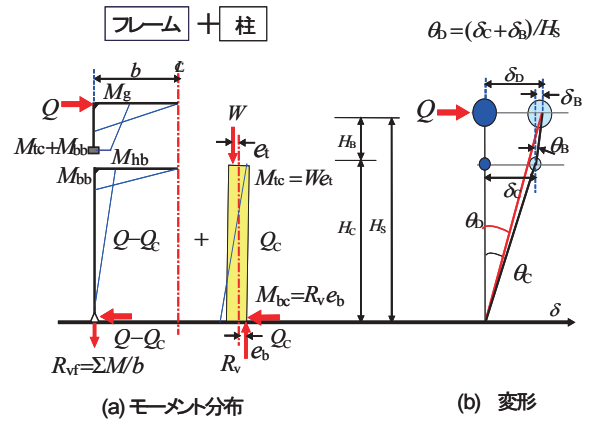 フレーム + 柱
b
℄
Q
Mg
Mtc+Mbb
Mhb
Mbb
Q−QC
+
W
et
Mtc=Wet
QC
Mbc=Rveb
Q−QC
Rvf=ΣM/b
Rv
eb
QC
(a) モーメント分布
HB
HC
HS
θD=(δC+δB)/HS
δD
δB
Q
θB
δC
θD
θC
δ
(b) 変形